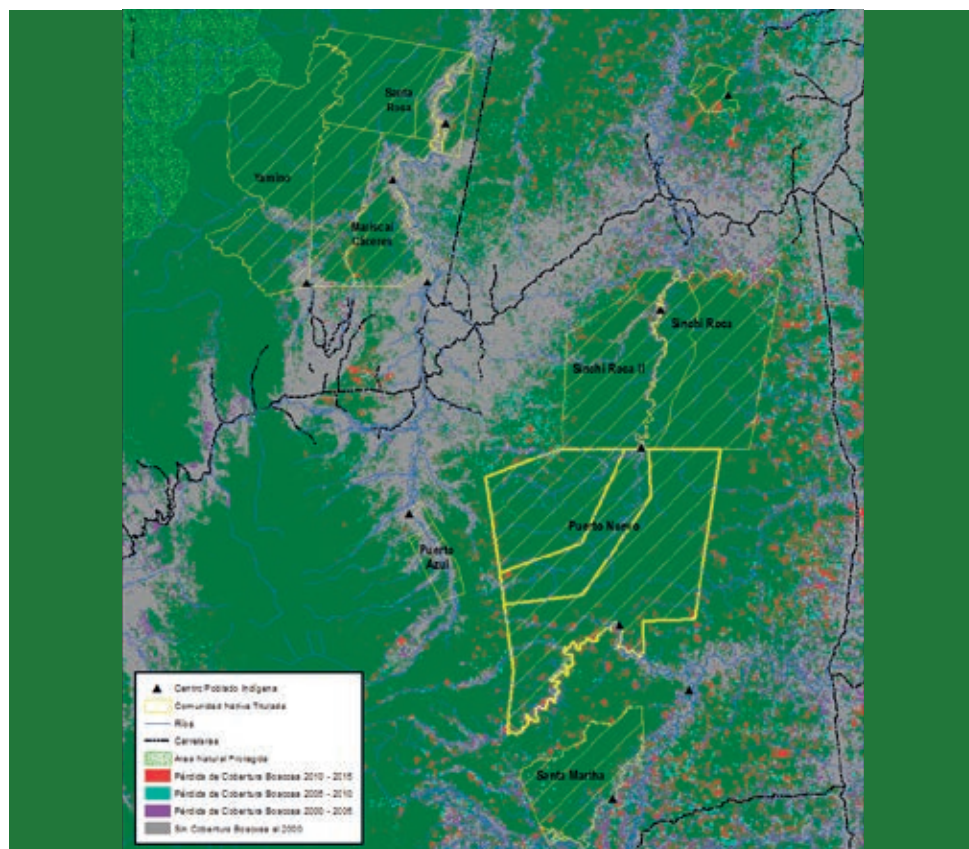 Santa
Rosa
Yamino
Mariscal
Cáceres
Sinchi Roca
Sinchi Roca II
Puerto Nuevo
Puerto
Azul
Santa Martha
Centro Poblado Indígena
Comunidad Nativa Titulada
Ríos
Carreteras
Area Natural Protegida
Pérdida de Cobertura Boscosa 2010 - 2015
Pérdida de Cobertura Boscosa 2005 - 2010
Pérdida de Cobertura Boscosa 2000 - 2005
Sin Cobertura Boscosa al 2000